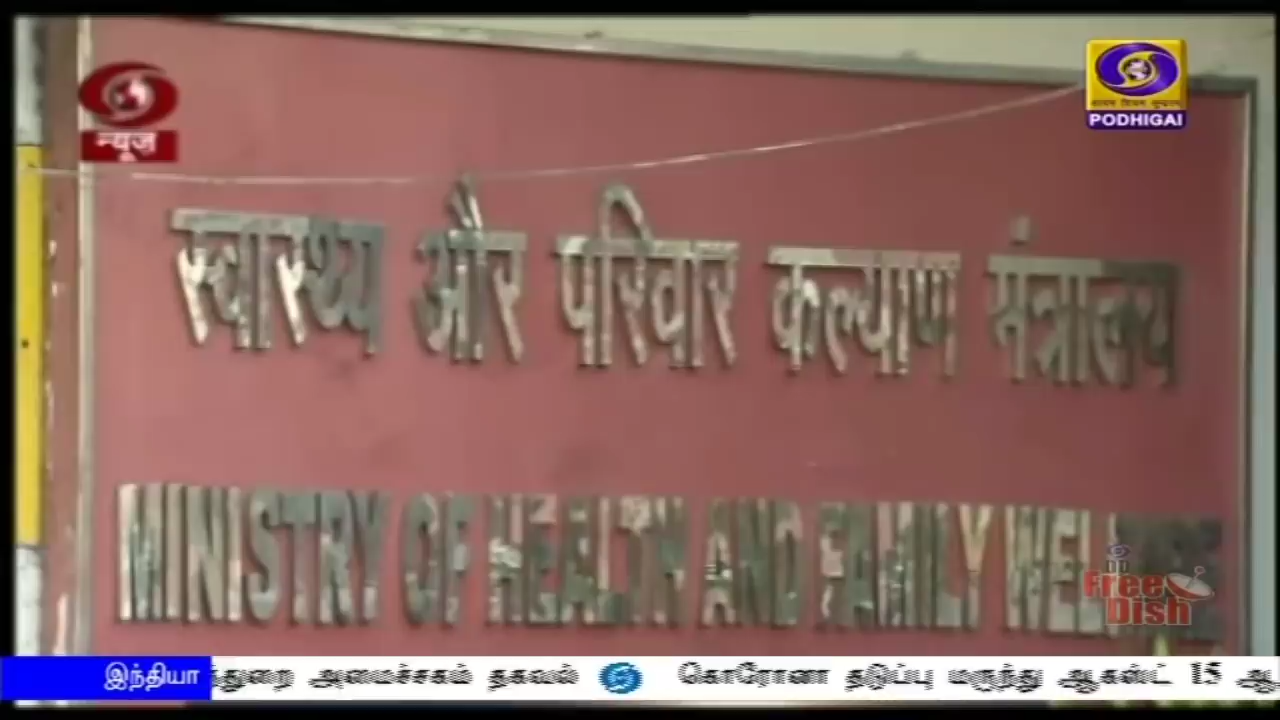 न्यूज़
PODHIGAI
स्वास्थ्य और परिवार कल्याण मंत्रालय
MINISTRY OF HEALTH AND FAMILY
DD
Free
Dish
இந்தியா அமைச்சகம் தகவல் கொரோனா தடுப்பு மருந்து ஆகஸ்ட் 15